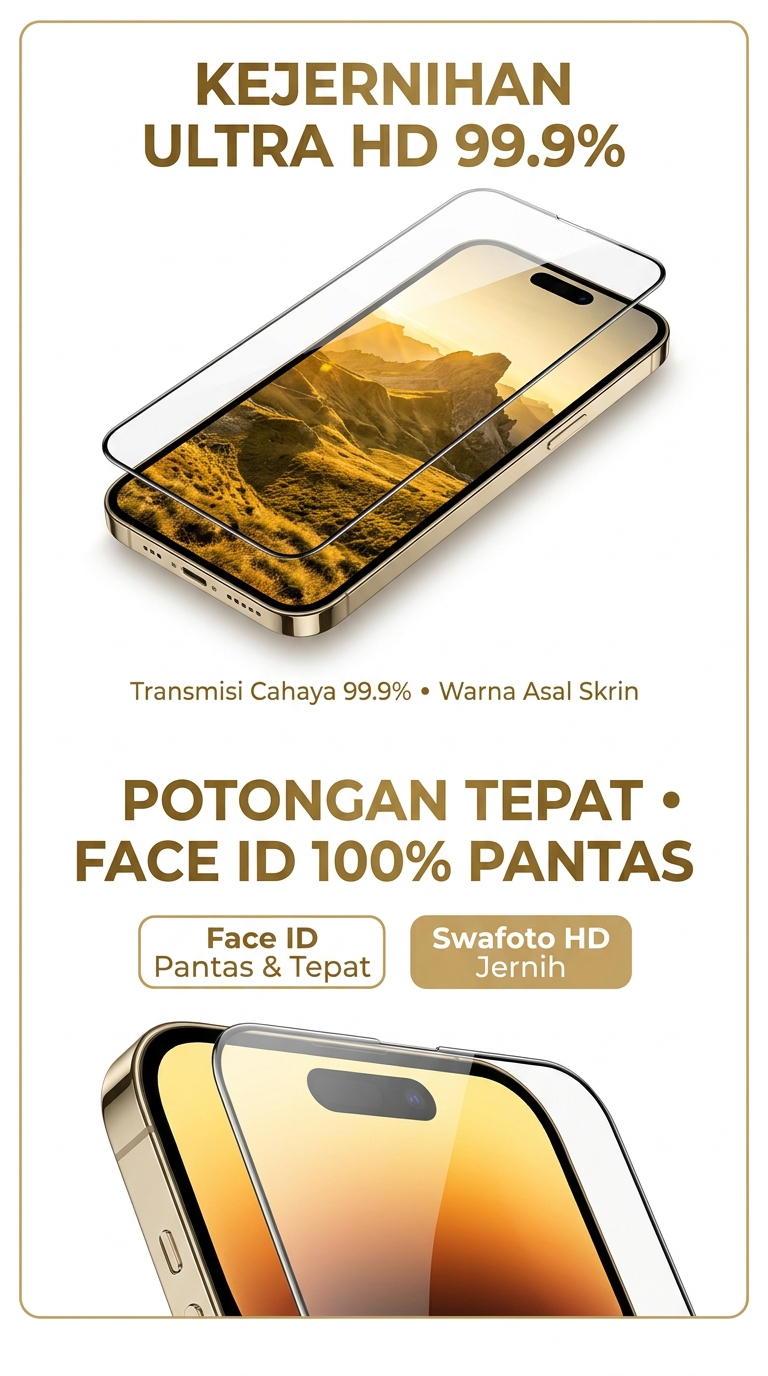 KEJERNIHAN
ULTRA HD 99.9%
Transmisi Cahaya 99.9% • Warna Asal Skrin
POTONGAN TEPAT •
FACE ID 100% PANTAS
Face ID
Pantas & Tepat
Swafoto HD
Jernih